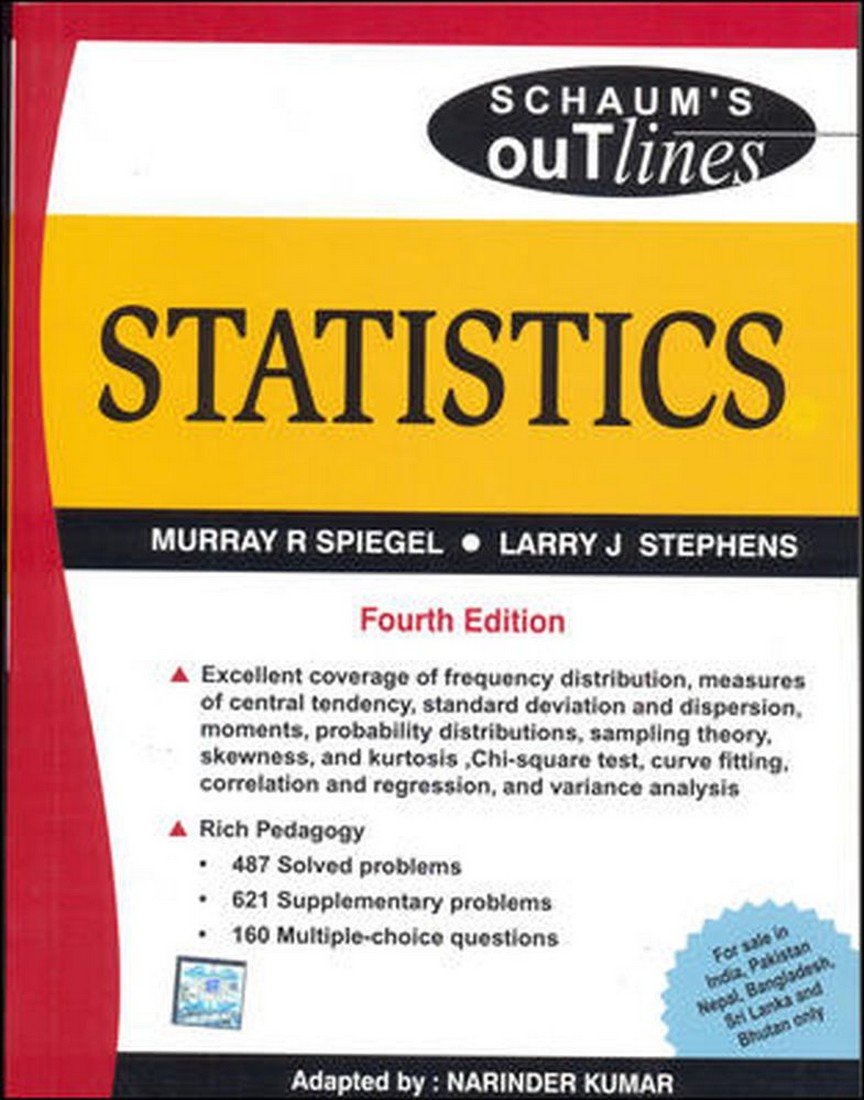 SCHAUM'S
ouTlines
STATISTICS
MURRAY R SPIEGEL ● LARRY J STEPHENS
Fourth Edition
▲ Excellent coverage of frequency distribution, measures
of central tendency, standard deviation and dispersion,
moments, probability distributions, sampling theory,
skewness, and kurtosis ,Chi-square test, curve fitting,
correlation and regression, and variance analysis
▲ Rich Pedagogy
• 487 Solved problems
• 621 Supplementary problems
• 160 Multiple-choice questions
For sale in
India, Pakistan
Nepal, Bangladesh,
Sri Lanka and
Bhutan only
Adapted by : NARINDER KUMAR